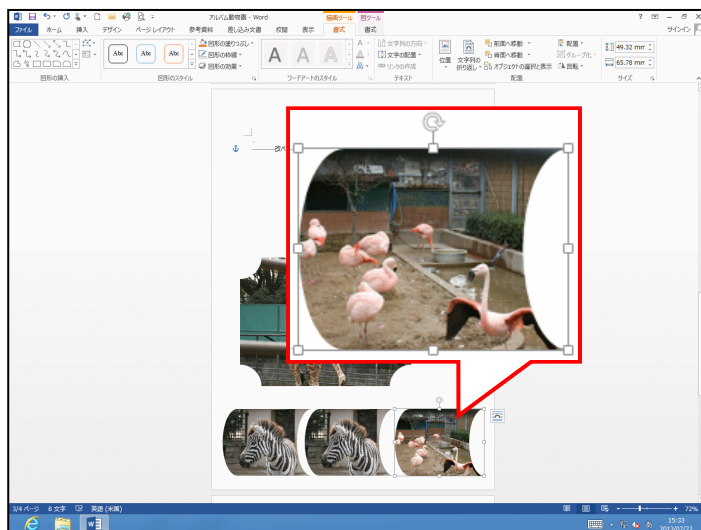 アルバム動物園 - Word
描画ツール 図ツール
サインイン
ファイル ホーム 挿入 デザイン ページ レイアウト 参考資料 差し込み文書 校閲 表示 書式 書式
Abc Abc Abc
図形の塗りつぶし
図形の枠線
図形の効果
A A A
文字列の方向
文字の配置
リンクの作成
位置 文字列の折り返し
前面へ移動
背面へ移動
オブジェクトの選択と表示
配置
グループ化
回転
49.32 mm
65.78 mm
図形の挿入 図形のスタイル ワードアートのスタイル テキスト 配置 サイズ
改ペ
3/4 ページ 8 文字 英語 (米国) 72%
15:33